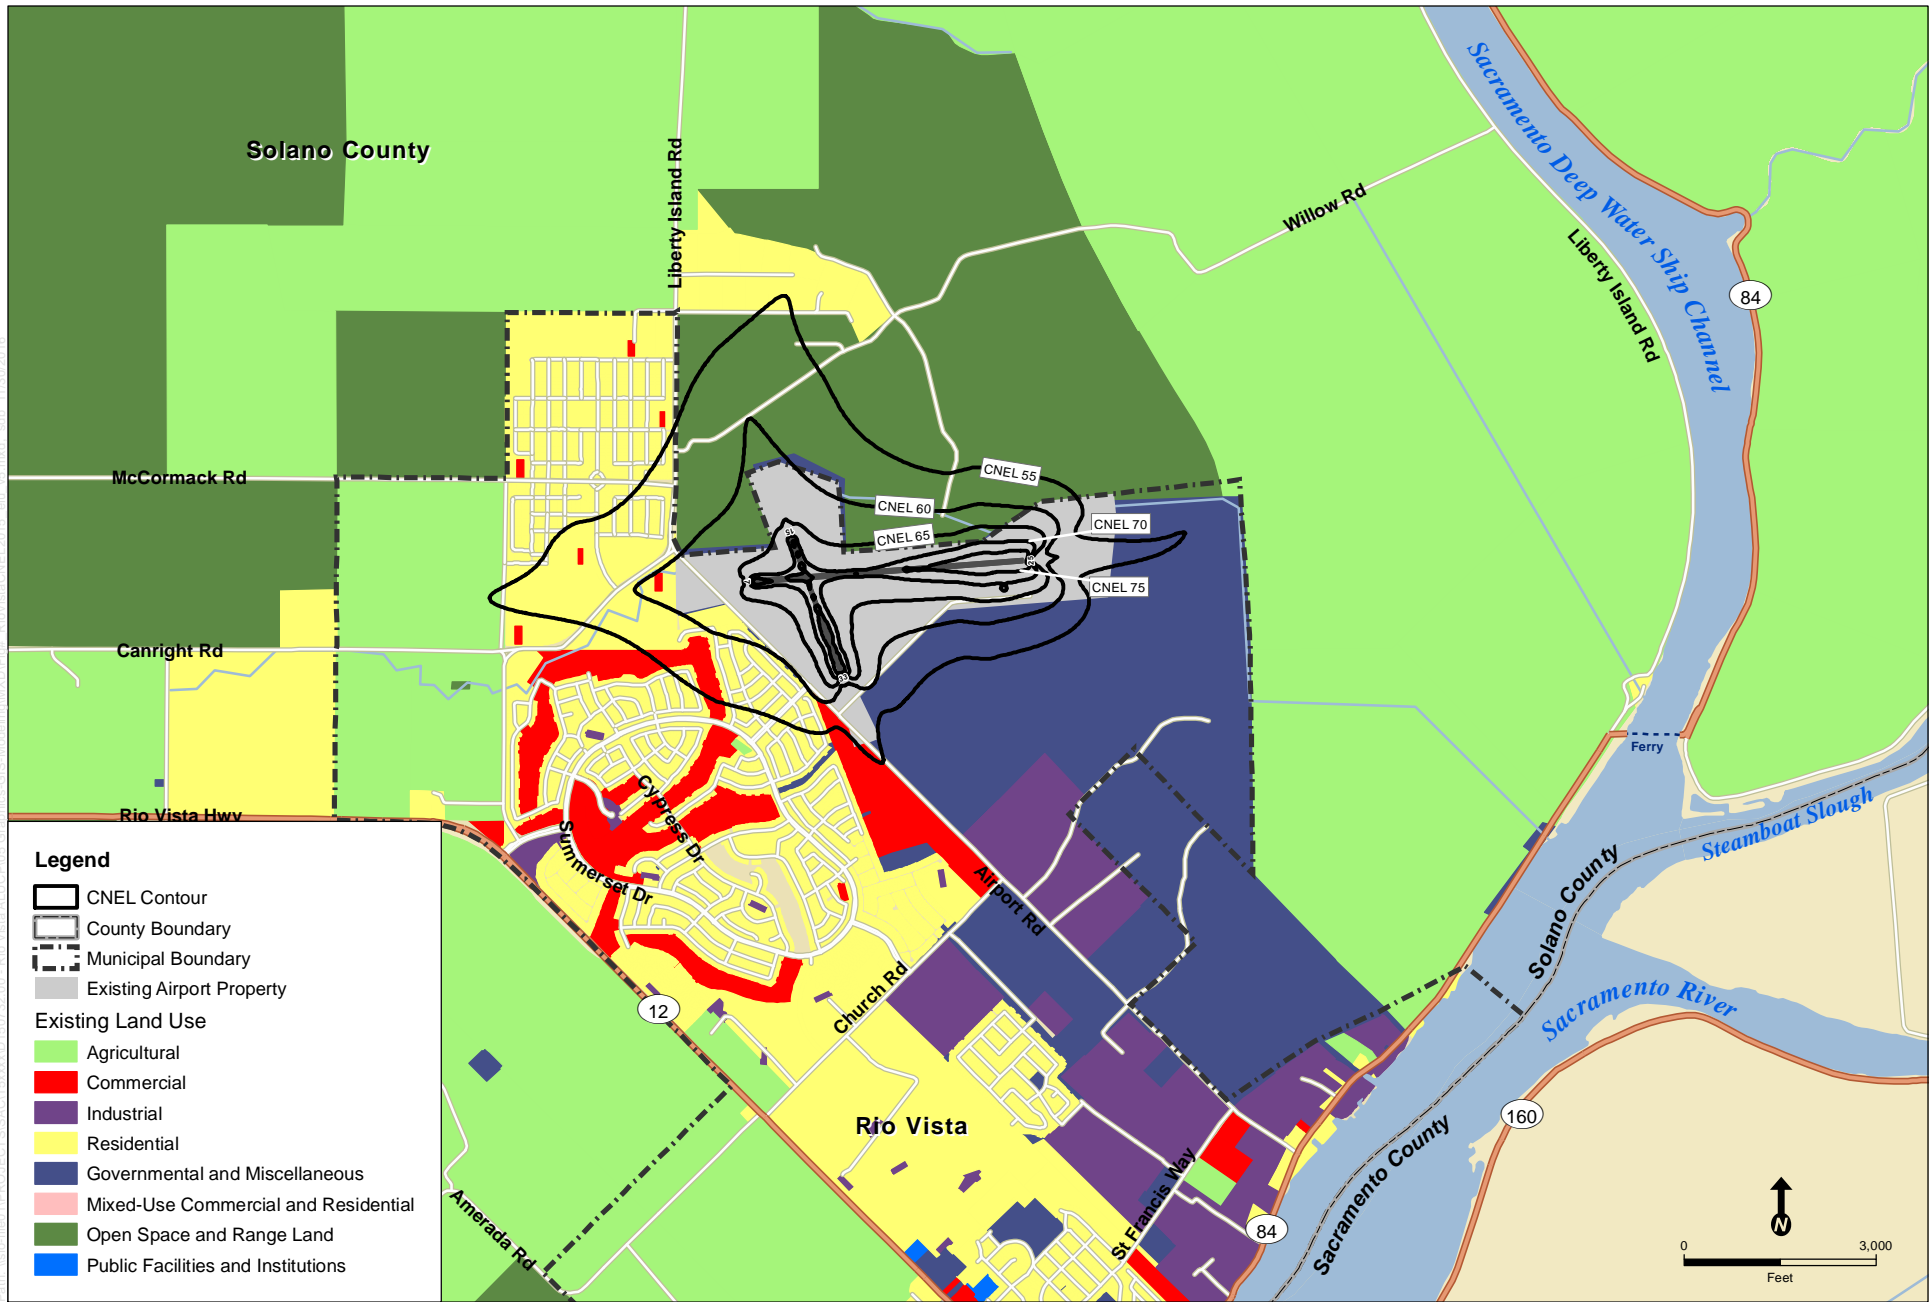 Solano County
Liberty Island Rd
Willow Rd
Sacramento Deep Water Ship Channel
Liberty Island Rd
84
McCormack Rd
CNEL 55
CNEL 60
CNEL 65
CNEL 70
CNEL 75
15
7
25
33
Canright Rd
Rio Vista Hwy
Cypress Dr
Summerset Dr
Airport Rd
Church Rd
12
Ferry
Steamboat Slough
Solano County
Sacramento River
Sacramento County
160
Rio Vista
St Francis Way
84
Amerada Rd
Legend
CNEL Contour
County Boundary
Municipal Boundary
Existing Airport Property
Existing Land Use
Agricultural
Commercial
Industrial
Residential
Governmental and Miscellaneous
Mixed-Use Commercial and Residential
Open Space and Range Land
Public Facilities and Institutions
N
0 3,000
Feet